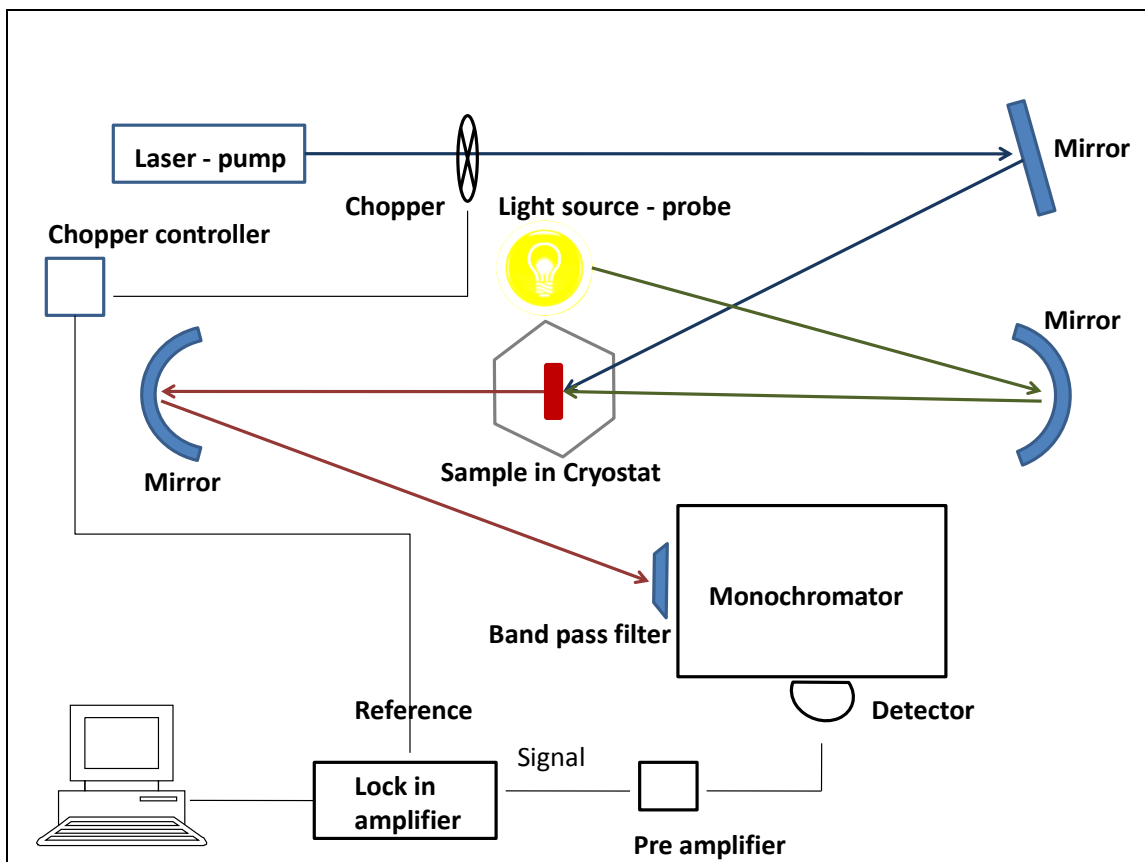 Laser - pump
Mirror
Chopper
Light source - probe
Chopper controller
Mirror
Sample in Cryostat
Mirror
Monochromator
Band pass filter
Reference
Detector
Signal
Lock in
amplifier
Pre amplifier